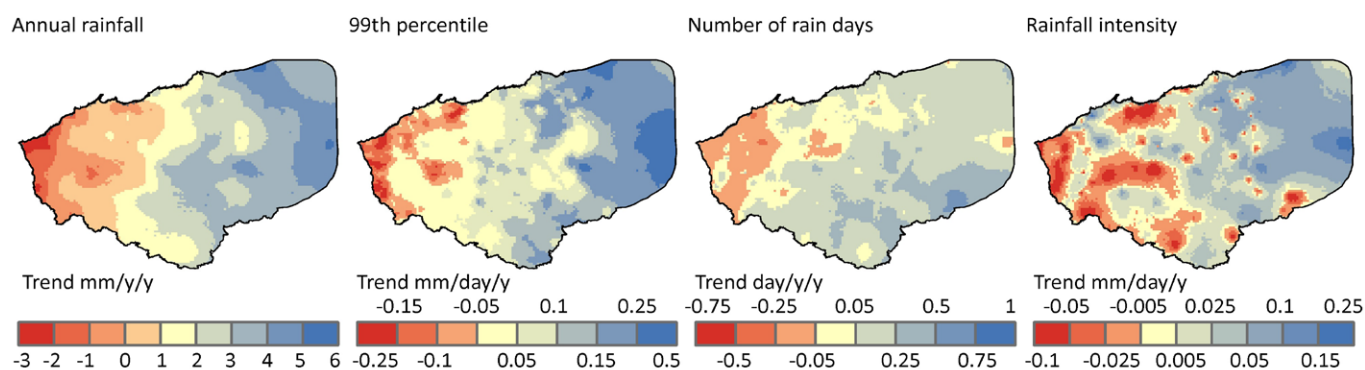 Annual rainfall
99th percentile
Number of rain days
Rainfall intensity
Trend mm/y/y
Trend mm/day/y
Trend day/y/y
Trend mm/day/y
-0.15 -0.05 0.1 0.25
-0.75 -0.25 0.05 0.5 1
-0.05 0.025 0.1 0.25
-3 -2 -1 0 1 2 3 4 5 6
-0.25 -0.1 0.05 0.15 0.5
-0.5 -0.05 0.25 0.75
-0.1 -0.025 0.005 0.05 0.15